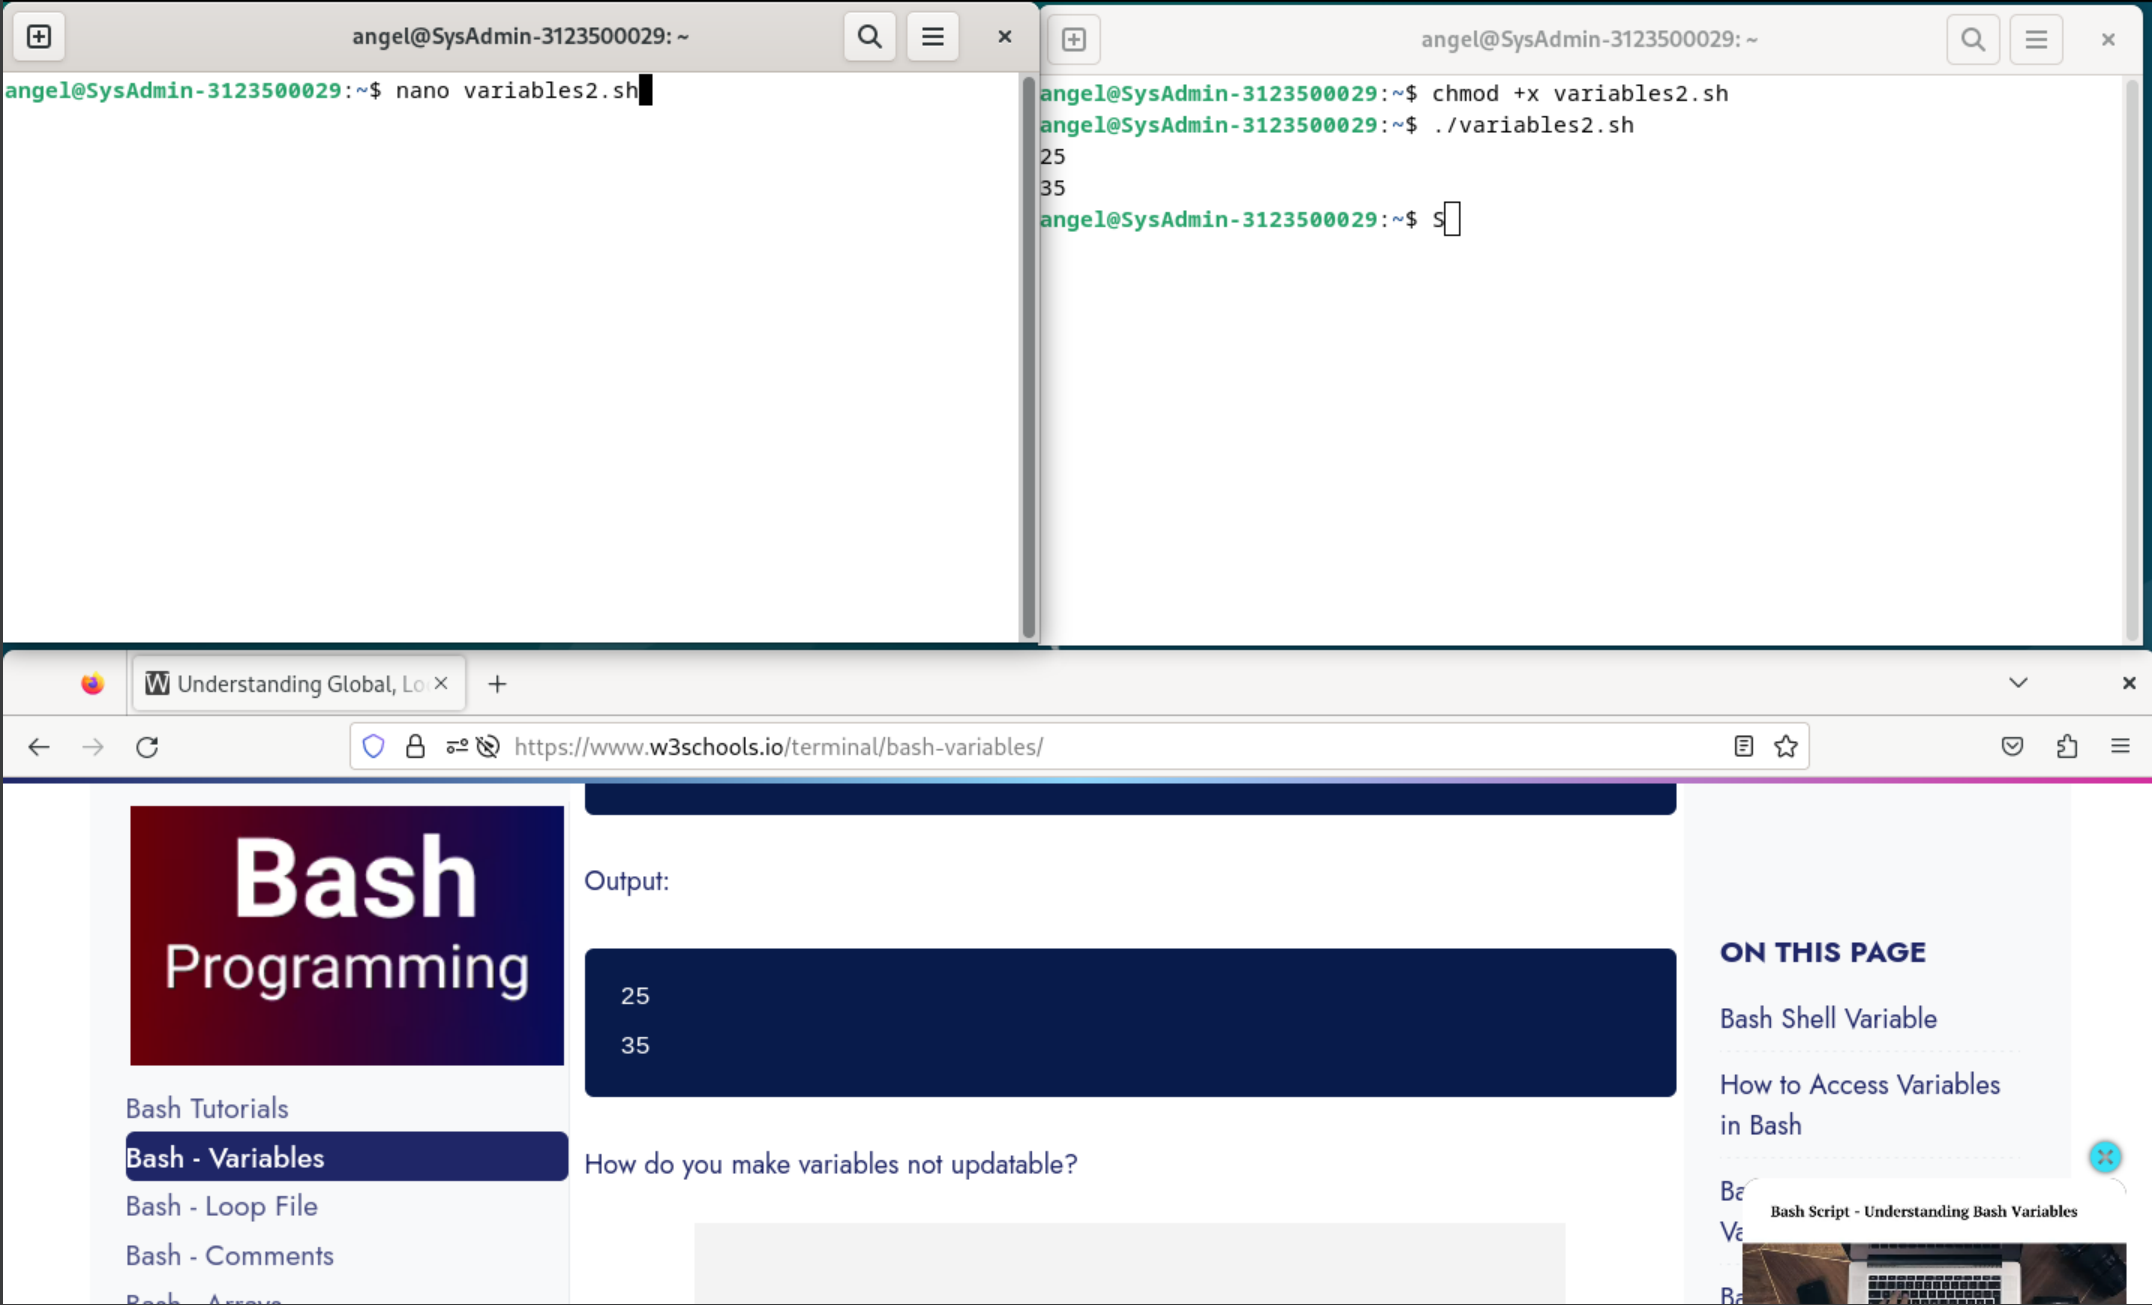 angel@SysAdmin-3123500029: ~
angel@SysAdmin-3123500029:~$ nano variables2.sh
angel@SysAdmin-3123500029: ~
angel@SysAdmin-3123500029:~$ chmod +x variables2.sh
angel@SysAdmin-3123500029:~$ ./variables2.sh
25
35
angel@SysAdmin-3123500029:~$ S
W Understanding Global, Lo
https://www.w3schools.io/terminal/bash-variables/
Bash
Programming
Bash Tutorials
Bash - Variables
Bash - Loop File
Bash - Comments
Bash - Arrays
Output:
25
35
How do you make variables not updatable?
ON THIS PAGE
Bash Shell Variable
How to Access Variables
in Bash
Ba
Va
Ba
Bash Script - Understanding Bash Variables